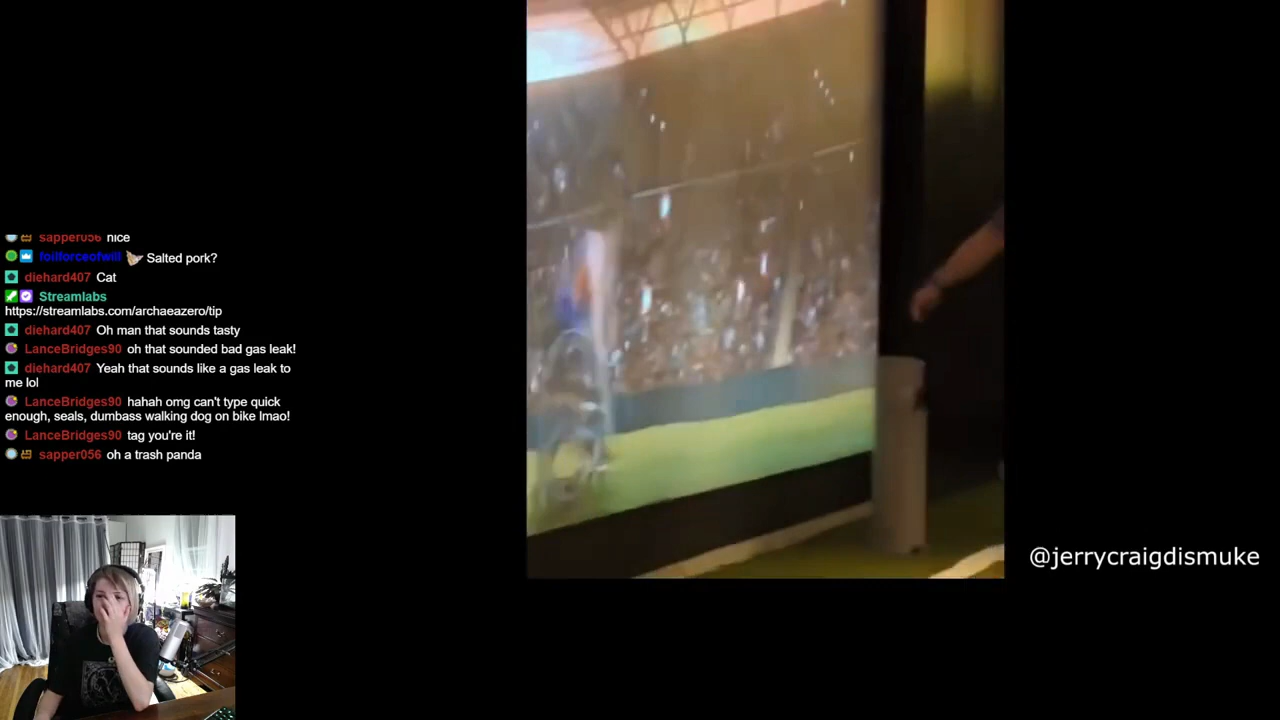 sapper056 nice
foilforceofwill Salted pork?
diehard407 Cat
Streamlabs
https://streamlabs.com/archaeazero/tip
diehard407 Oh man that sounds tasty
LanceBridges90 oh that sounded bad gas leak!
diehard407 Yeah that sounds like a gas leak to
me lol
LanceBridges90 hahah omg can't type quick
enough, seals, dumbass walking dog on bike lmao!
LanceBridges90 tag you're it!
sapper056 oh a trash panda
@jerrycraigdismuke